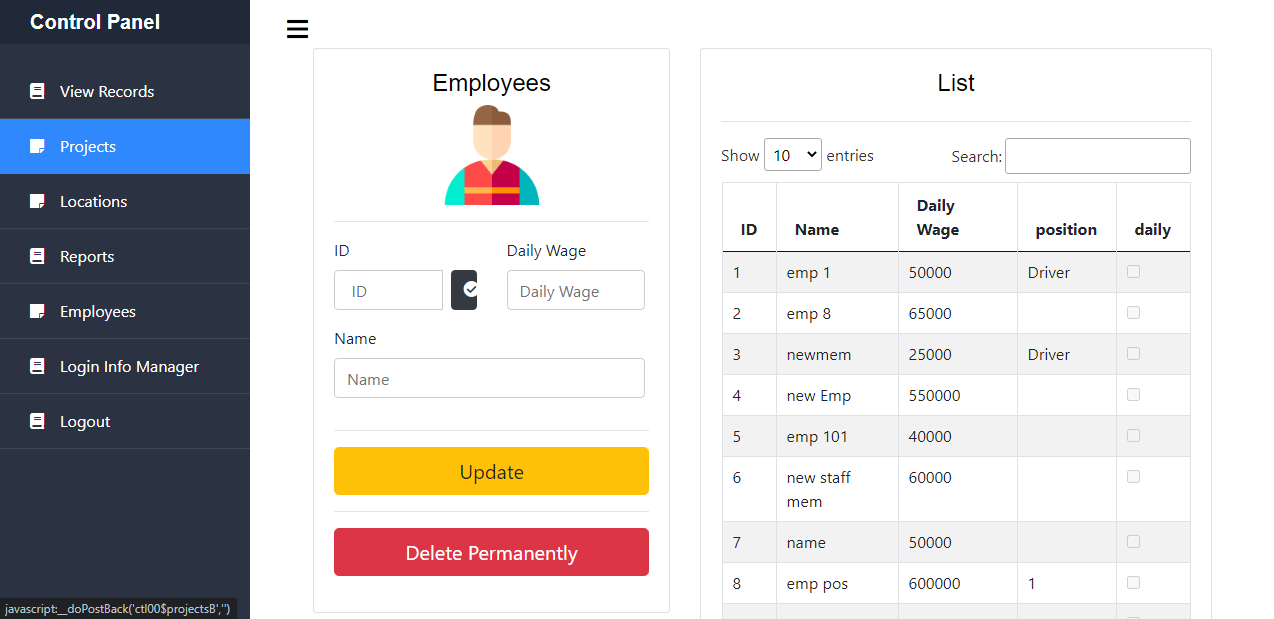 Control Panel
View Records
Projects
Locations
Reports
Employees
Login Info Manager
Logout
javascript:__doPostBack('ctl00$projectsB','')
Employees
ID
Daily Wage
ID
Daily Wage
Name
Name
Update
Delete Permanently
List
Show 10 entries
Search:
ID Name Daily Wage position daily
1 emp 1 50000 Driver
2 emp 8 65000
3 newmem 25000 Driver
4 new Emp 550000
5 emp 101 40000
6 new staff mem 60000
7 name 50000
8 emp pos 600000 1